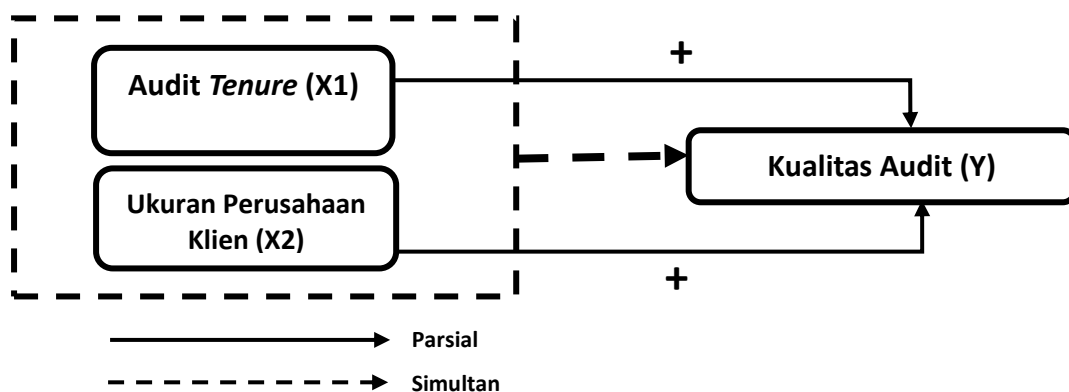 +
Audit Tenure (X1)
Kualitas Audit (Y)
Ukuran Perusahaan
Klien (X2)
+
Parsial
Simultan